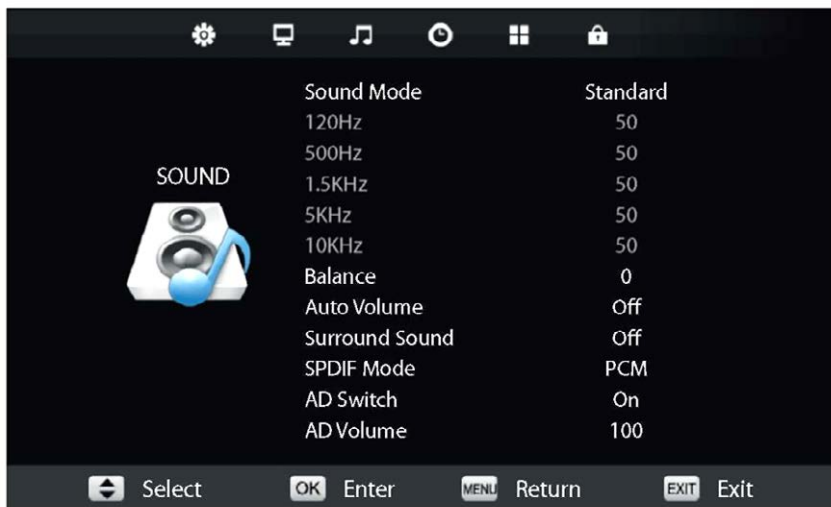 Sound Mode Standard
120Hz 50
500Hz 50
SOUND
1.5KHz 50
5KHz 50
10KHz 50
Balance 0
Auto Volume Off
Surround Sound Off
SPDIF Mode PCM
AD Switch On
AD Volume 100
Select OK Enter MENU Return EXIT Exit